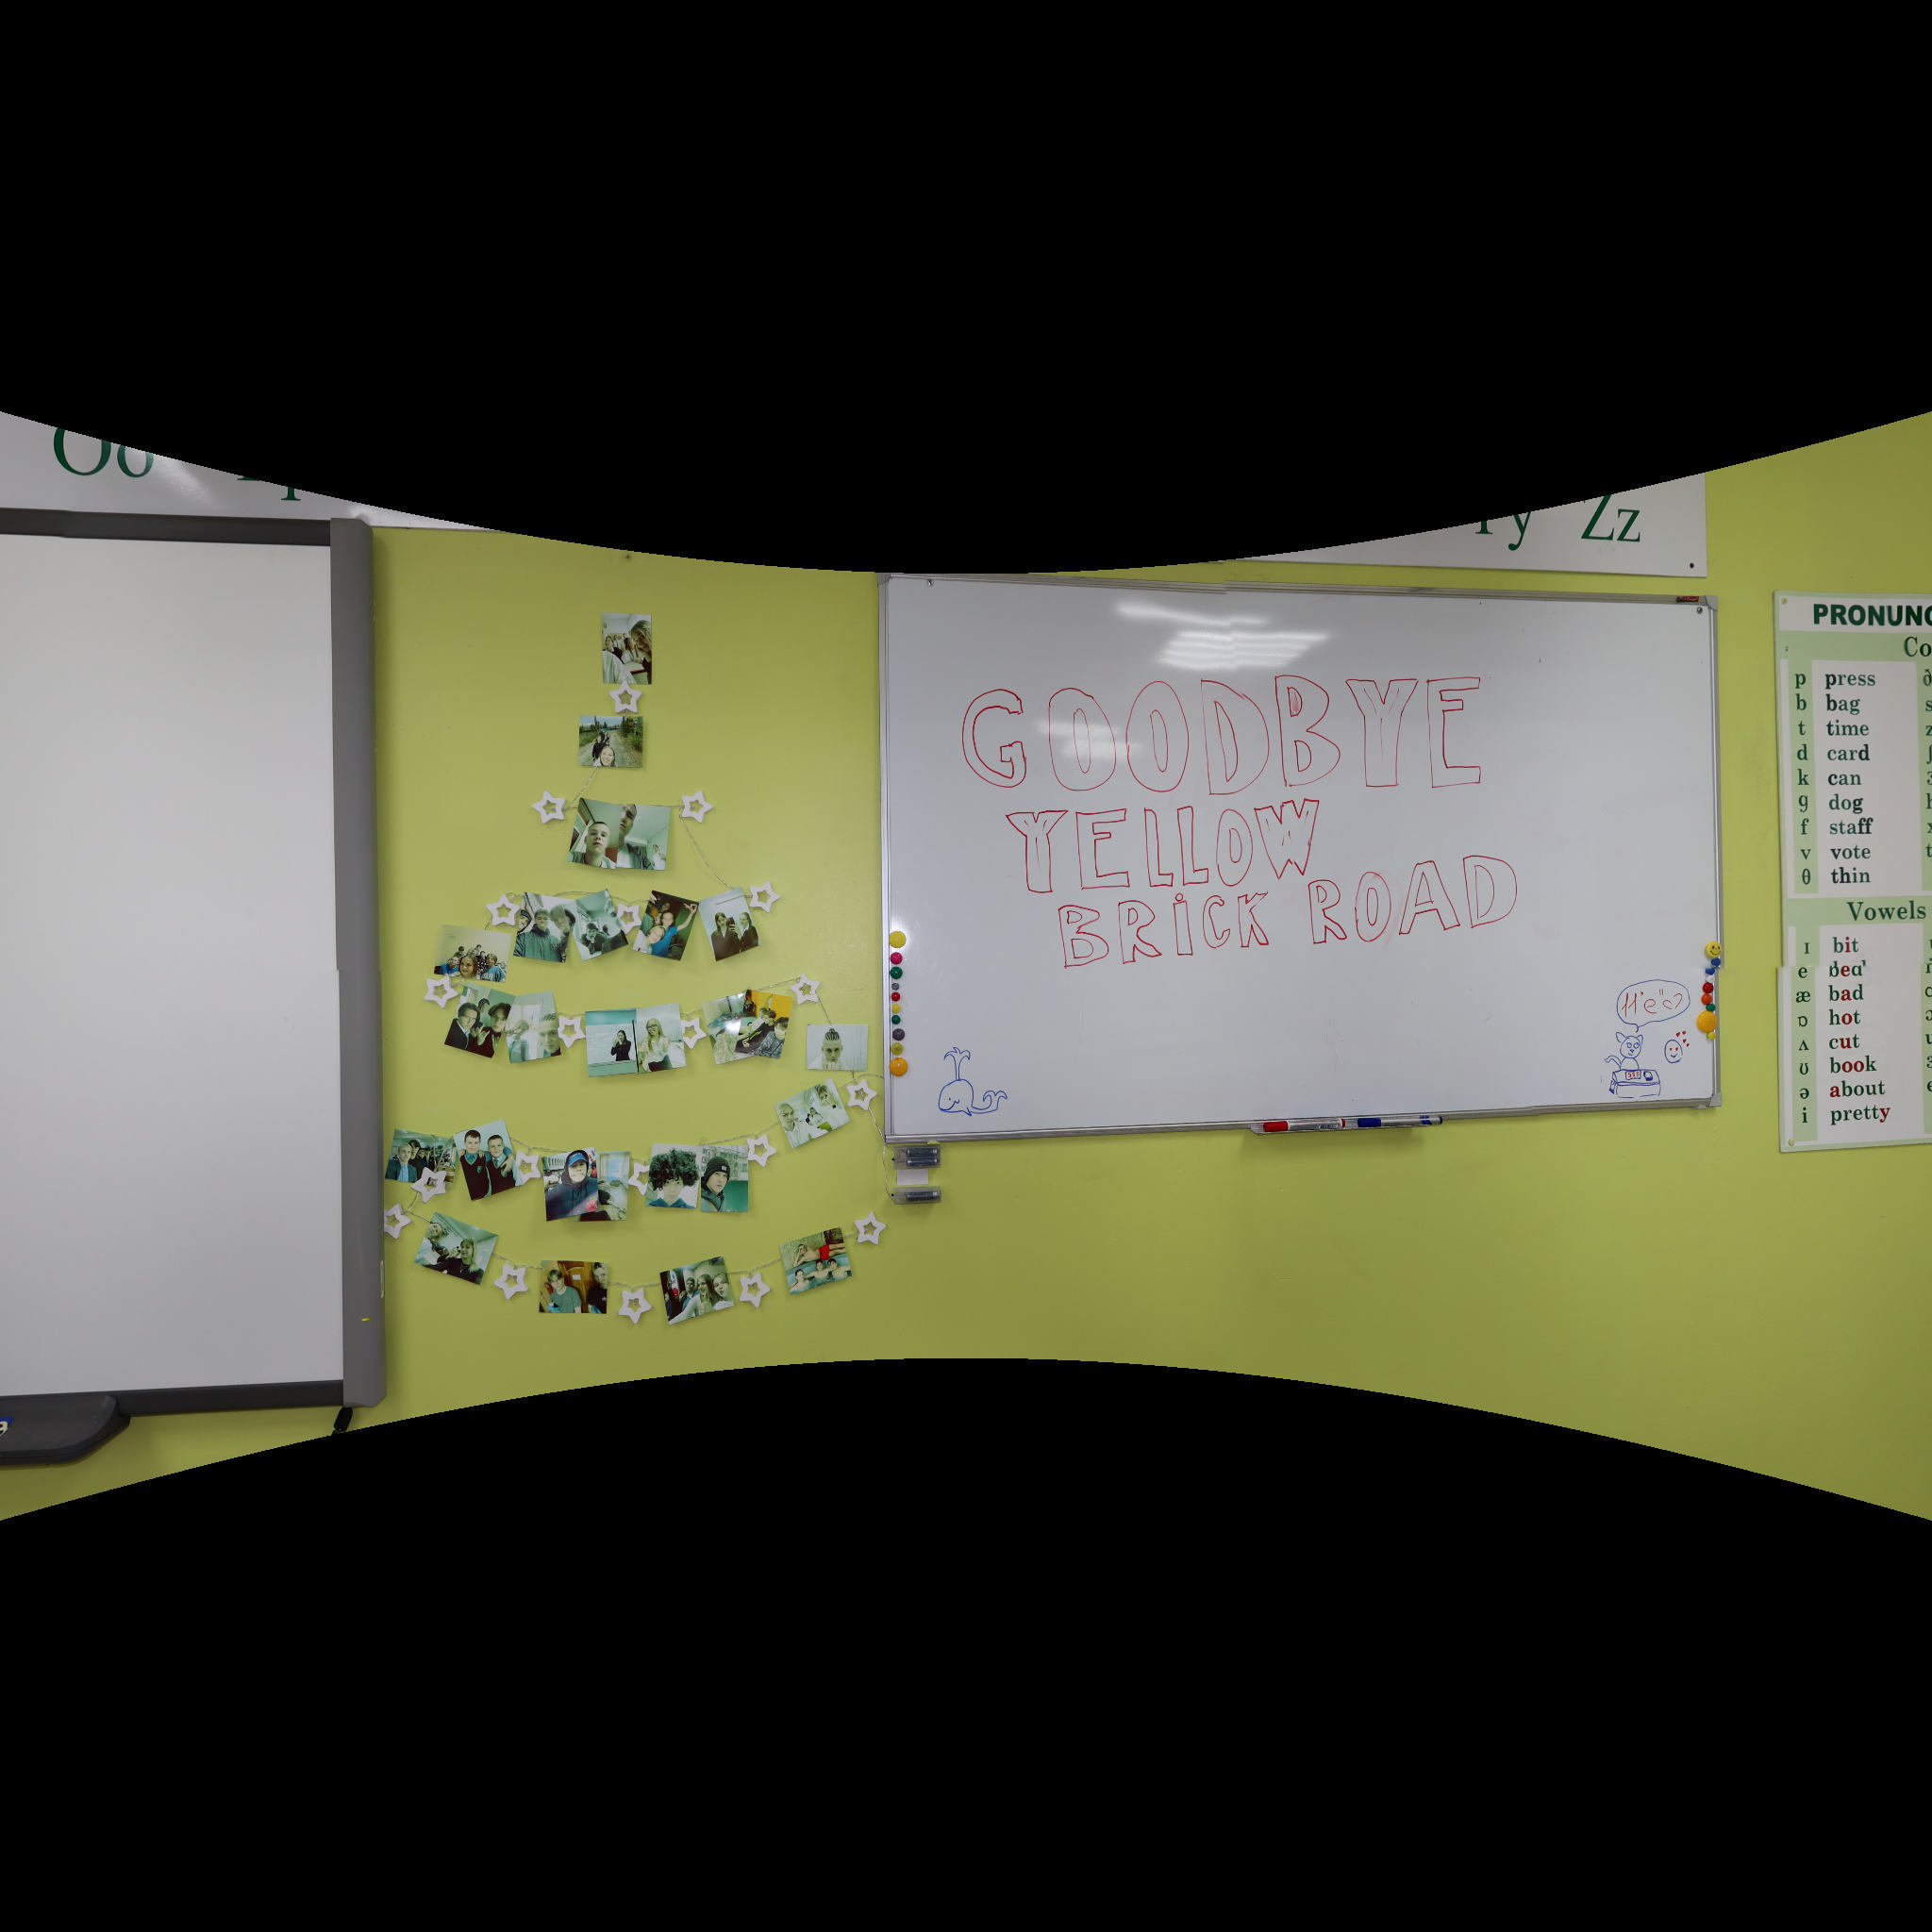 Oo
Zz
GOODBYE
YELLOW
BRICK ROAD
PRONUNC
Co
p press
b bag
t time
d card
k can
g dog
f staff
v vote
θ thin
Vowels
ɪ bit
e
æ bad
ɒ hot
ʌ cut
ʊ book
ə about
i pretty